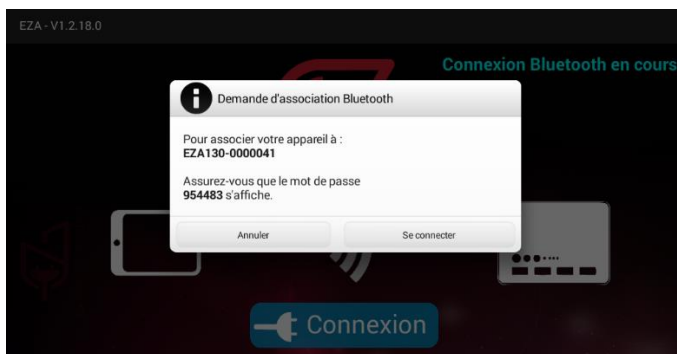 EZA - V1.2.18.0
Connexion Bluetooth en cours
Demande d'association Bluetooth
Pour associer votre appareil à :
EZA130-0000041
Assurez-vous que le mot de passe
954483 s'affiche.
Annuler
Se connecter
Connexion